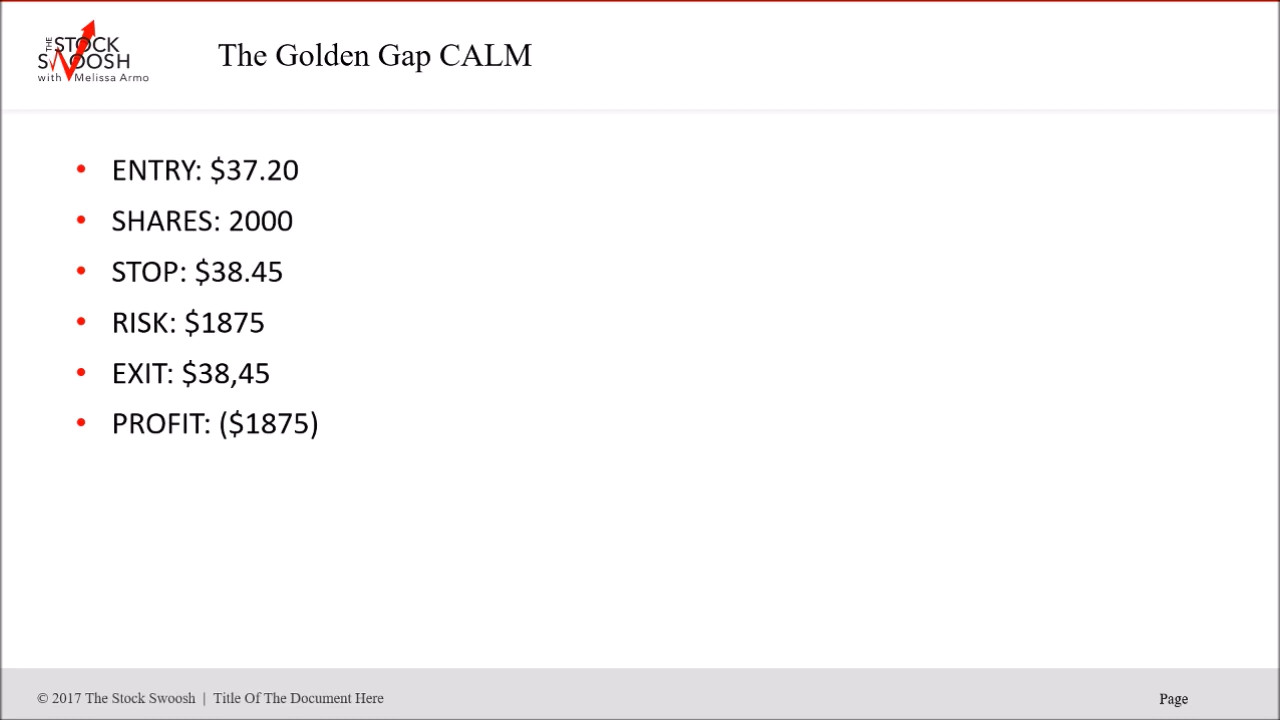 THE STOCK
SWOOSH
with Melissa Armo
The Golden Gap CALM
• ENTRY: $37.20
• SHARES: 2000
• STOP: $38.45
• RISK: $1875
• EXIT: $38,45
• PROFIT: ($1875)
© 2017 The Stock Swoosh | Title Of The Document Here
Page